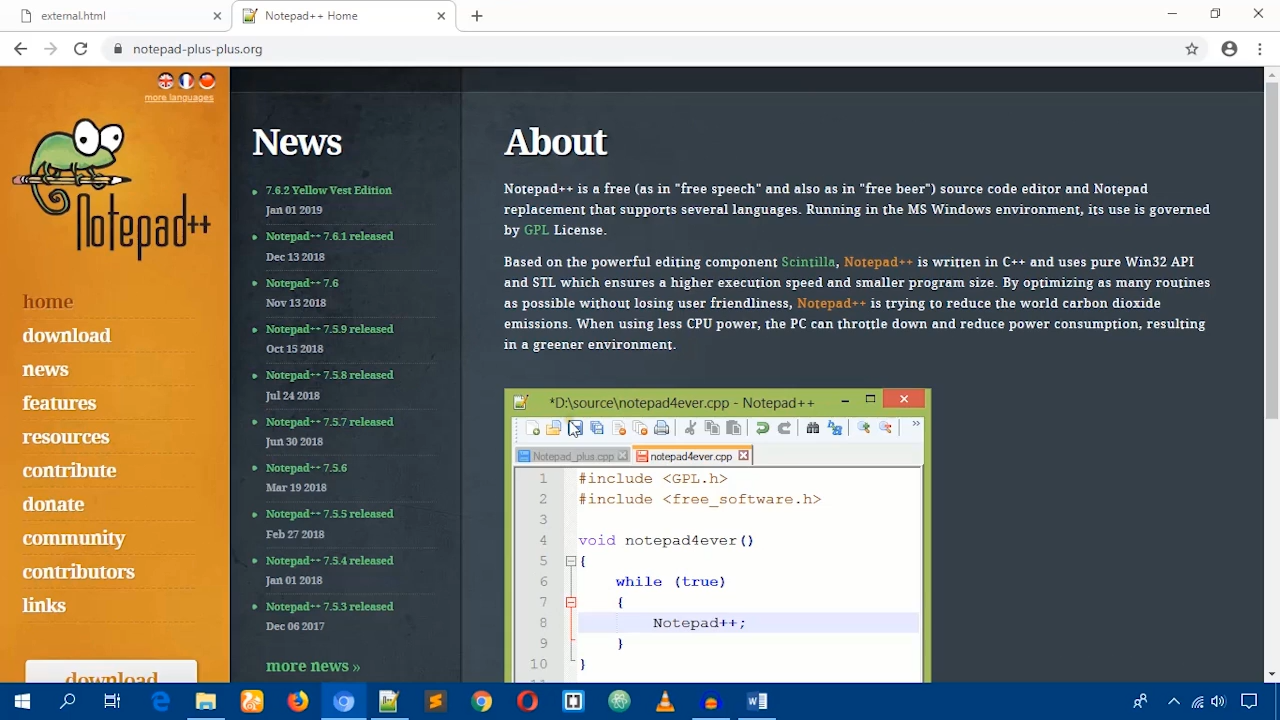 external.html
Notepad++ Home
notepad-plus-plus.org
more languages
Notepad++
home
download
news
features
resources
contribute
donate
community
contributors
links
download
News
7.6.2 Yellow Vest Edition
Jan 01 2019
Notepad++ 7.6.1 released
Dec 13 2018
Notepad++ 7.6
Nov 13 2018
Notepad++ 7.5.9 released
Oct 15 2018
Notepad++ 7.5.8 released
Jul 24 2018
Notepad++ 7.5.7 released
Jun 30 2018
Notepad++ 7.5.6
Mar 19 2018
Notepad++ 7.5.5 released
Feb 27 2018
Notepad++ 7.5.4 released
Jan 01 2018
Notepad++ 7.5.3 released
Dec 06 2017
more news »
About
Notepad++ is a free (as in "free speech" and also as in "free beer") source code editor and Notepad
replacement that supports several languages. Running in the MS Windows environment, its use is governed
by GPL License.
Based on the powerful editing component Scintilla, Notepad++ is written in C++ and uses pure Win32 API
and STL which ensures a higher execution speed and smaller program size. By optimizing as many routines
as possible without losing user friendliness, Notepad++ is trying to reduce the world carbon dioxide
emissions. When using less CPU power, the PC can throttle down and reduce power consumption, resulting
in a greener environment.
*D:\source\notepad4ever.cpp - Notepad++
Notepad_plus.cpp
notepad4ever.cpp
1 #include <GPL.h>
2 #include <free_software.h>
3
4 void notepad4ever()
5 {
6 while (true)
7 {
8 Notepad++;
9 }
10 }